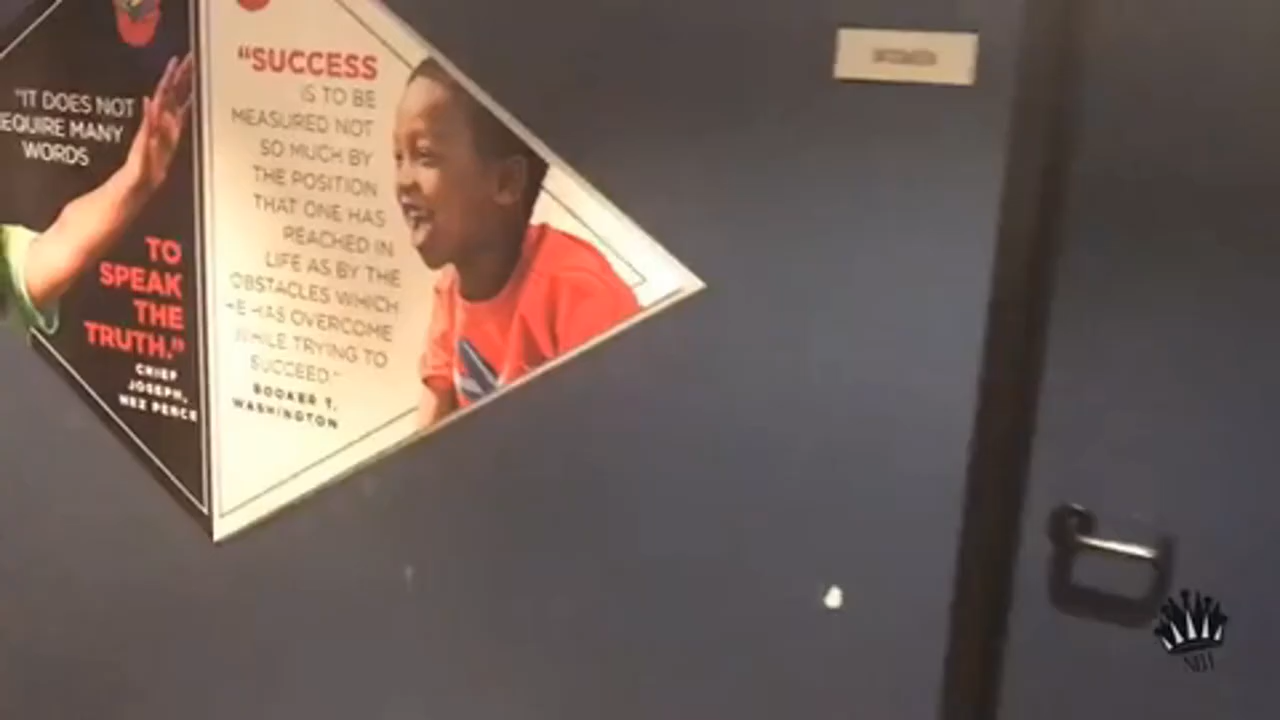 "IT DOES NOT
REQUIRE MANY
WORDS
TO
SPEAK
THE
TRUTH."
CHIEF
JOSEPH,
NEZ PERCE
"SUCCESS
IS TO BE
MEASURED NOT
SO MUCH BY
THE POSITION
THAT ONE HAS
REACHED IN
LIFE AS BY THE
OBSTACLES WHICH
HE HAS OVERCOME
WHILE TRYING TO
SUCCEED."
BOOKER T.
WASHINGTON